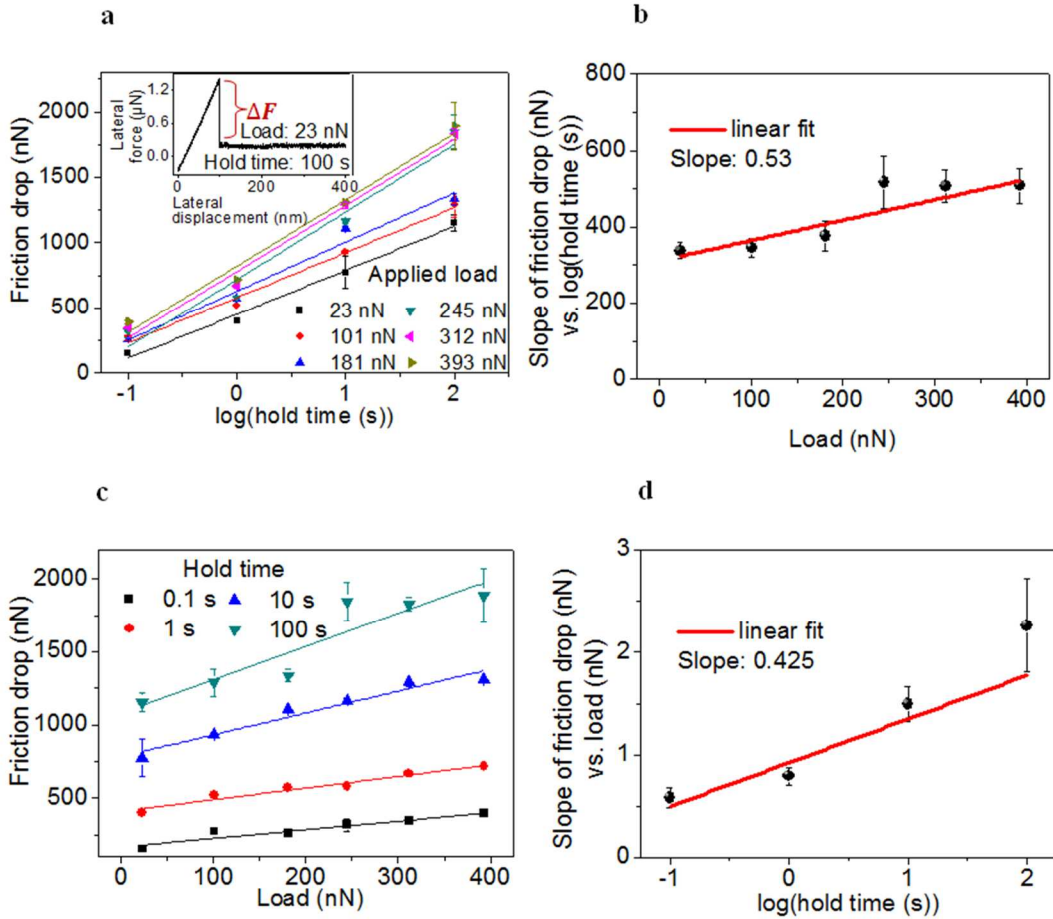 a
Friction drop (nN)
2000
1500
1000
500
0
-1
0
1
2
log(hold time (s))
Lateral
force (µN)
1.2
0.6
0.0
0
200
400
Lateral
displacement (nm)
ΔF
Load: 23 nN
Hold time: 100 s
Applied load
23 nN
245 nN
101 nN
312 nN
181 nN
393 nN
b
Slope of friction drop (nN)
vs. log(hold time (s))
800
600
400
200
0
0
100
200
300
400
Load (nN)
linear fit
Slope: 0.53
c
Friction drop (nN)
2000
1500
1000
500
0
100
200
300
400
Load (nN)
Hold time
0.1 s
10 s
1 s
100 s
d
Slope of friction drop (nN)
vs. load (nN)
3
2
1
0
-1
0
1
2
log(hold time (s))
linear fit
Slope: 0.425